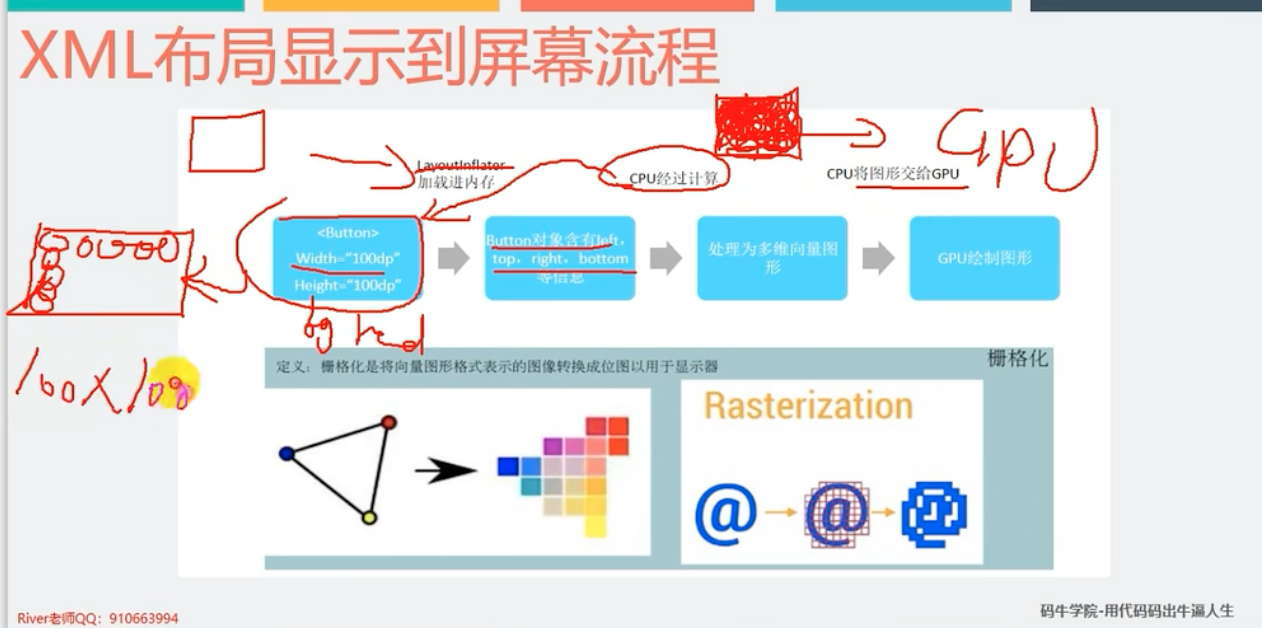 XML布局显示到屏幕流程
GPU
LayoutInflater
加载进内存
CPU经过计算
CPU将图形交给GPU
<Button>
Width="100dp"
Height="100dp"
Button对象含有left,
top, right, bottom
等信息
处理为多维向量图
形
GPU绘制图形
bg red
100X100
定义：栅格化是将向量图形格式表示的图像转换成位图以用于显示器
栅格化
Rasterization
@
@
@
River老师QQ：910663994
码牛学院-用代码码出牛逼人生